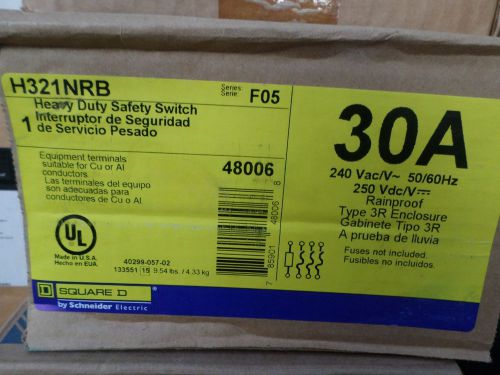 H321NRB
Series
Serie:
F05
Heavy Duty Safety Switch
1
Interruptor de Seguridad
de Servicio Pesado
Equipment terminals
suitable for Cu or Al
conductors.
Las terminales del equipo
son adecuadas para
conductores de Cu o Al.
48006
7 85901 48006 8
UL
Made in U.S.A.
Hecho en EUA.
40299-057-02
133551 15 9.54 lbs. / 4.33 kg
30A
240 Vac/V~ 50/60Hz
250 Vdc/V⎓
Rainproof
Type 3R Enclosure
Gabinete Tipo 3R
A prueba de lluvia
Fuses not included.
Fusibles no incluidos.
D SQUARE D
by Schneider Electric